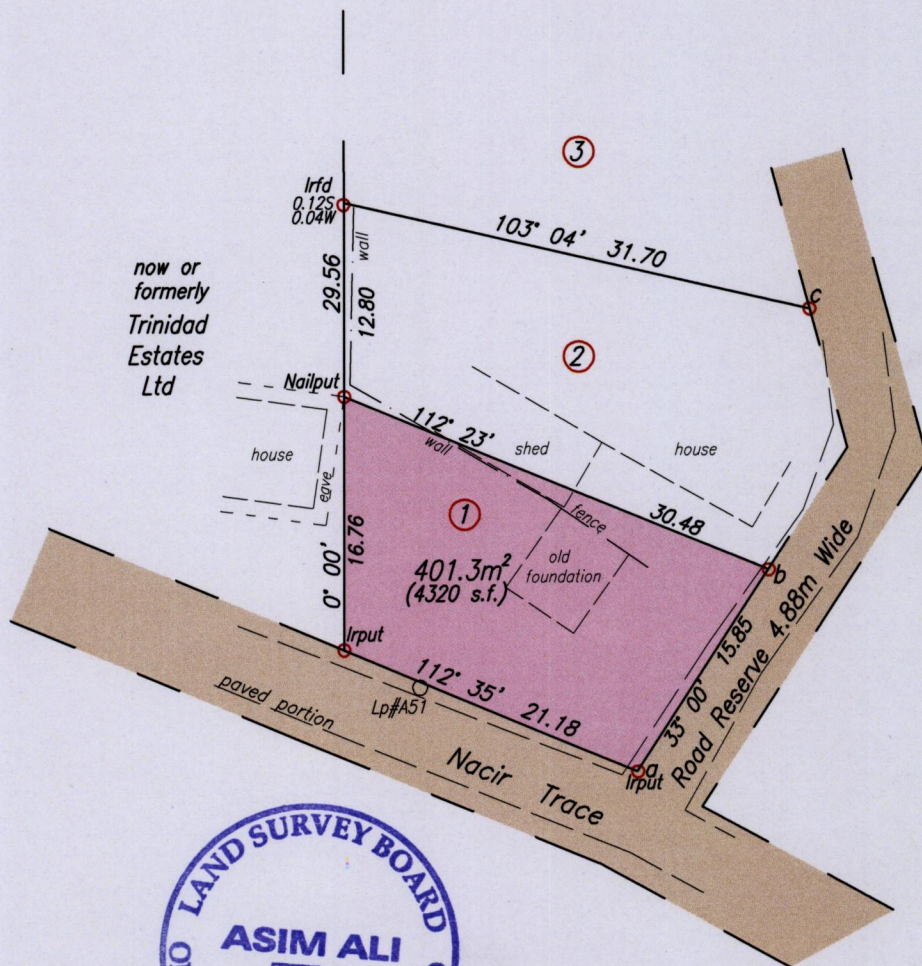 3
Irfd
0.12S
0.04W
103° 04' 31.70
wall
29.56
12.80
c
now or
formerly
Trinidad
Estates
Ltd
2
Nailput
112° 23'
wall
shed
house
house
eave
fence
30.48
1
0° 00'
16.76
401.3m²
(4320 s.f.)
old
foundation
b
Irput
112° 35'
21.18
33° 00' 15.85
Road Reserve 4.88m Wide
paved portion
Lp#A51
a
Irput
Nacir Trace
LAND SURVEY BOARD
ASIM ALI